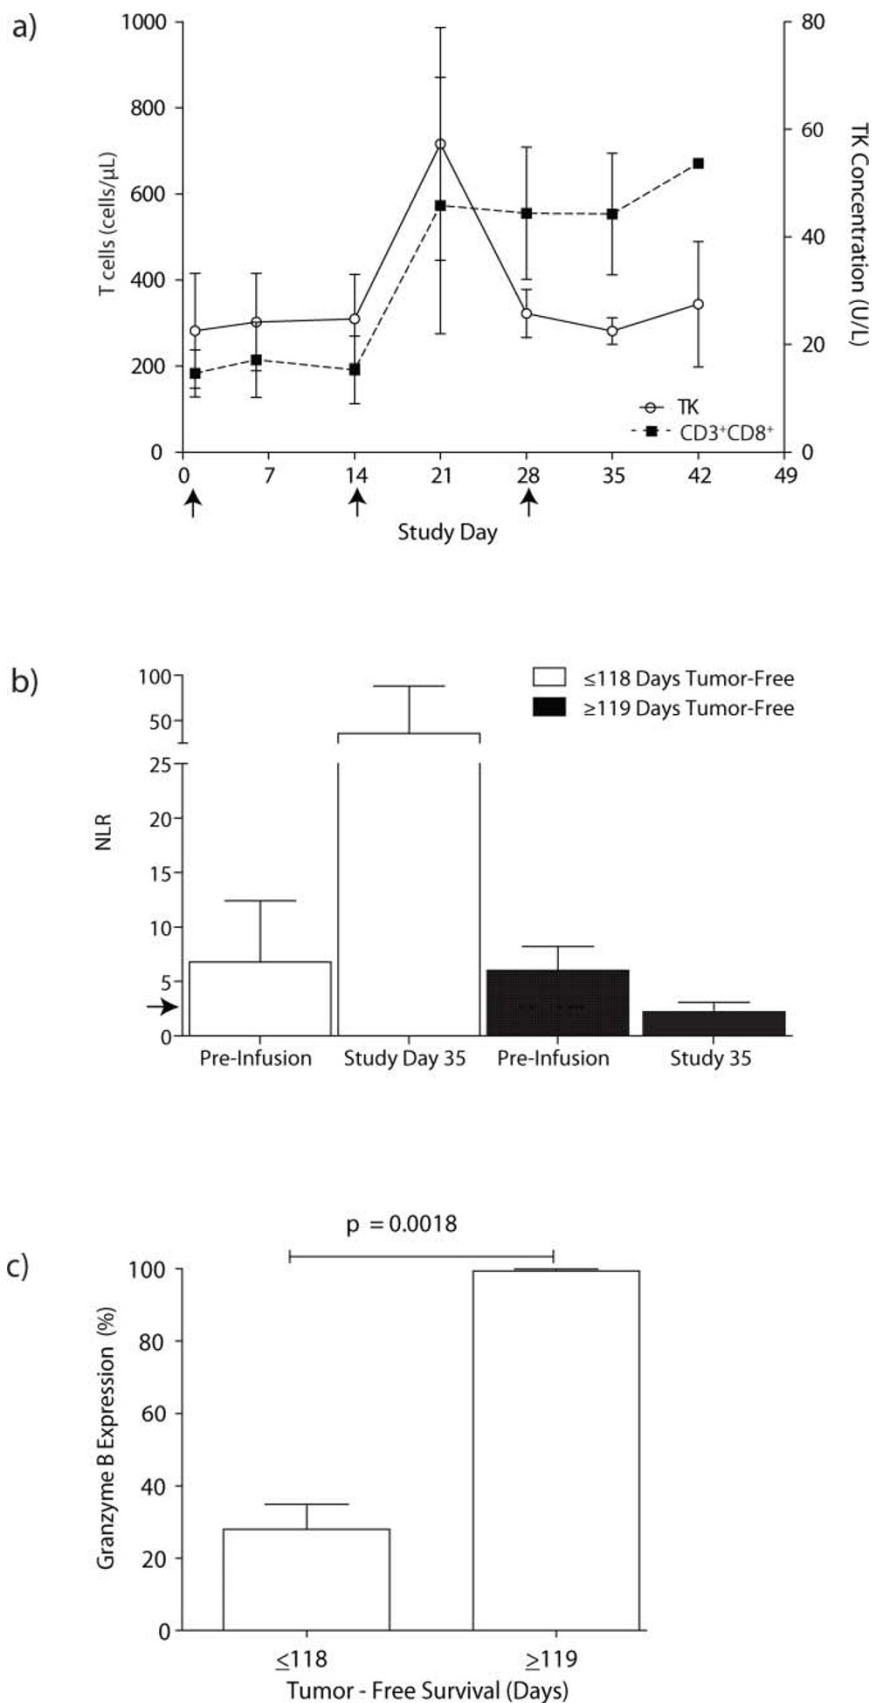 a)
1000
800
600
400
200
0
T cells (cells/µL)
80
60
40
20
0
TK Concentration (U/L)
TK
CD3+CD8+
0 7 14 21 28 35 42 49
Study Day
b)
100
50
25
20
15
10
5
0
NLR
≤118 Days Tumor-Free
≥119 Days Tumor-Free
Pre-Infusion Study Day 35 Pre-Infusion Study 35
c)
p = 0.0018
100
80
60
40
20
0
Granzyme B Expression (%)
≤118 ≥119
Tumor - Free Survival (Days)